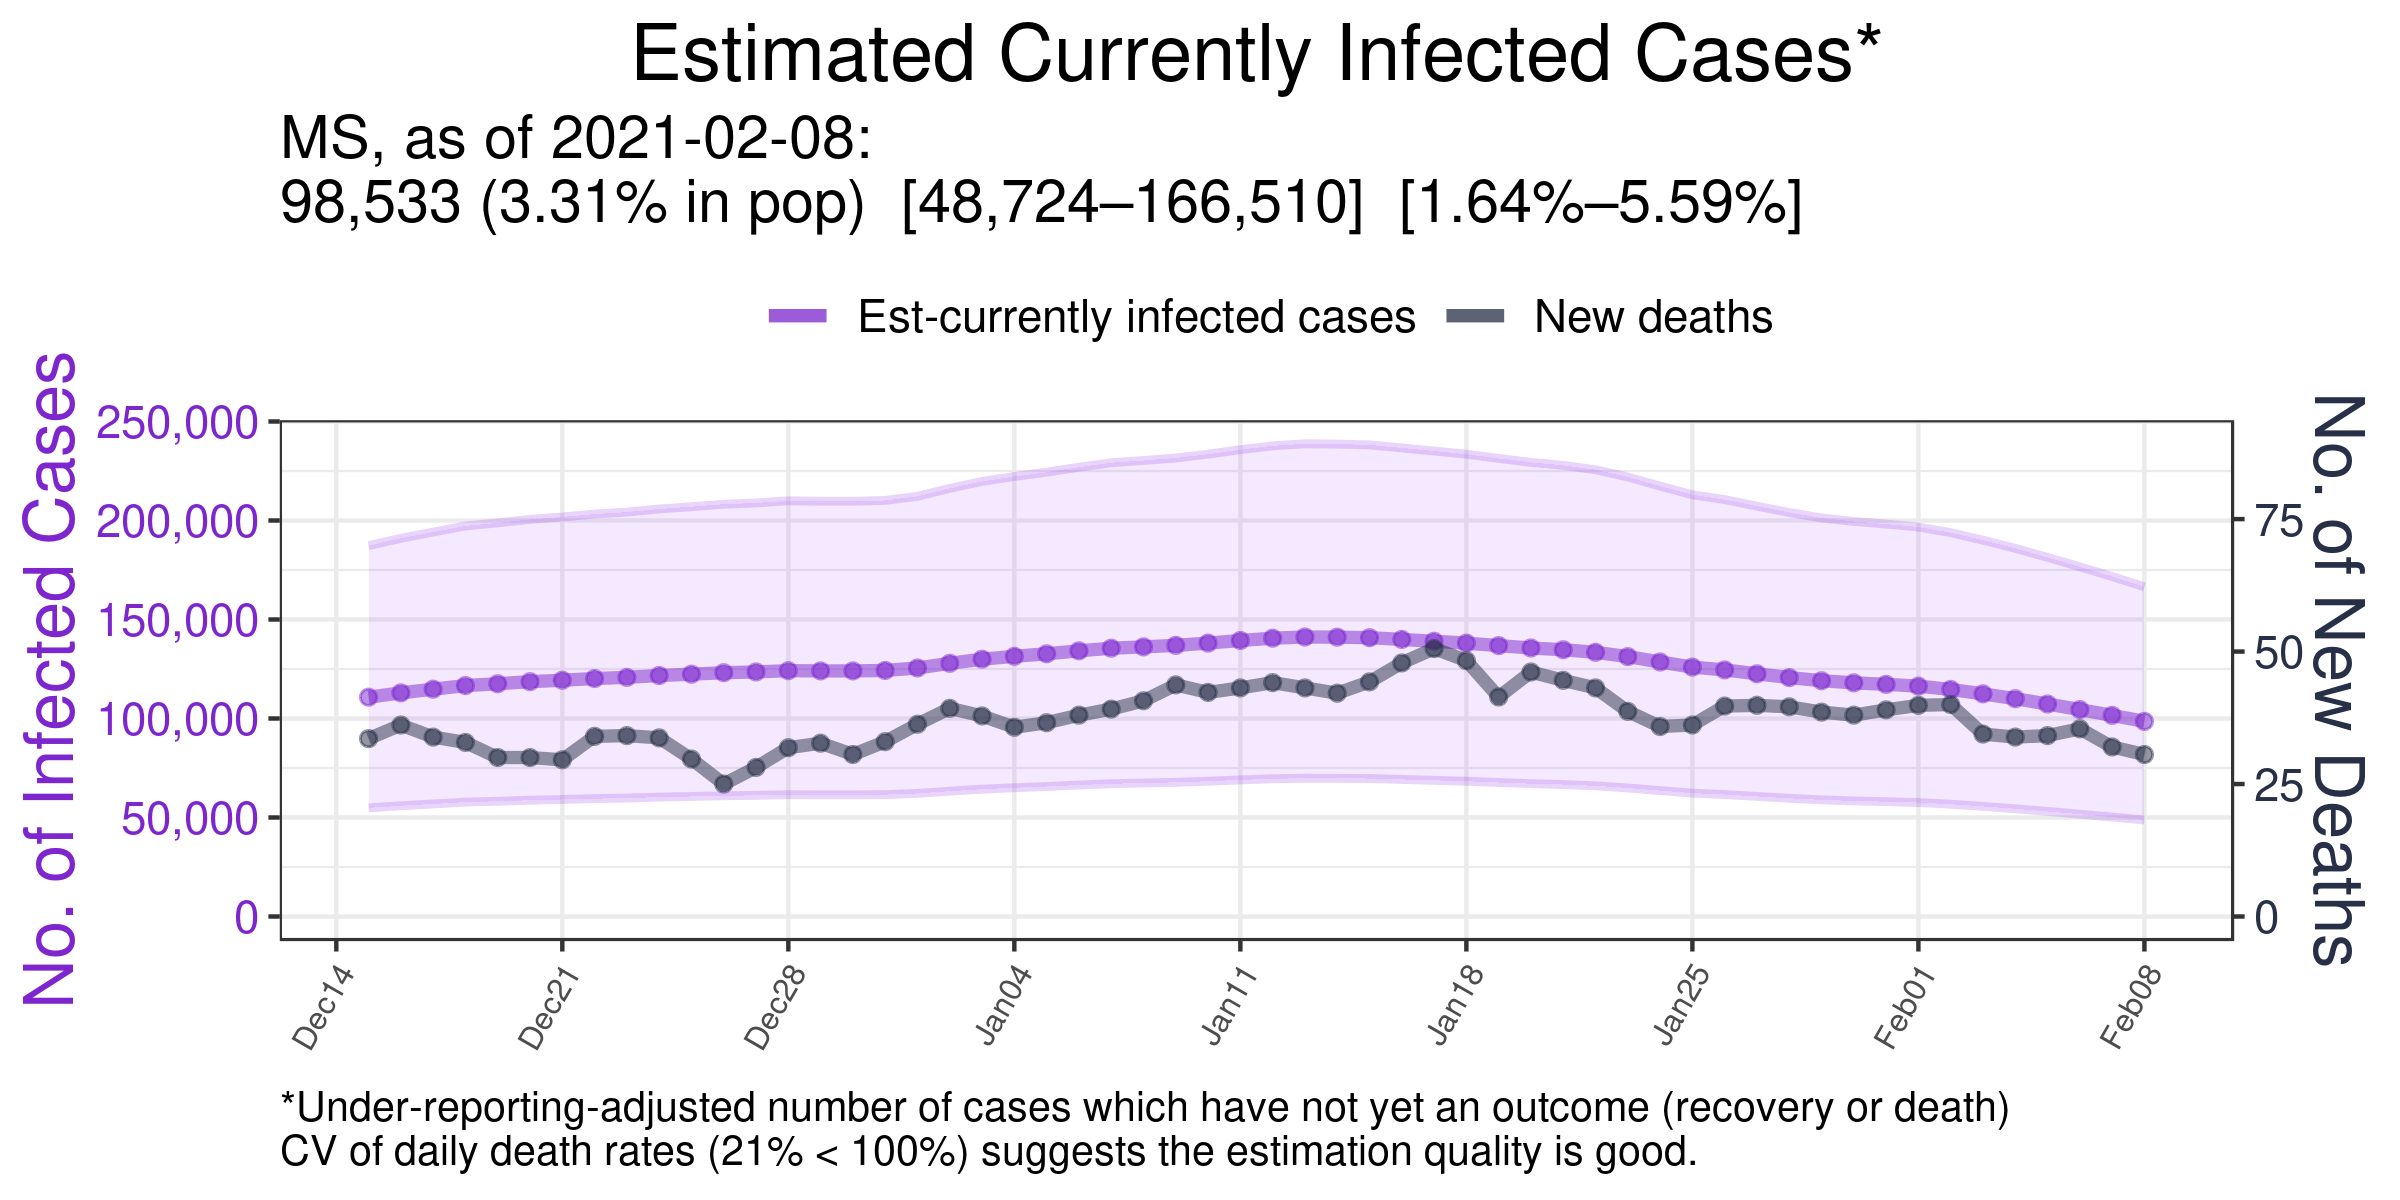 Estimated Currently Infected Cases*
MS, as of 2021-02-08:
98,533 (3.31% in pop)  [48,724–166,510]  [1.64%–5.59%]
Est-currently infected cases
New deaths
No. of Infected Cases
250,000
200,000
150,000
100,000
50,000
0
75
50
25
0
No. of New Deaths
Dec14
Dec21
Dec28
Jan04
Jan11
Jan18
Jan25
Feb01
Feb08
*Under-reporting-adjusted number of cases which have not yet an outcome (recovery or death)
CV of daily death rates (21% < 100%) suggests the estimation quality is good.